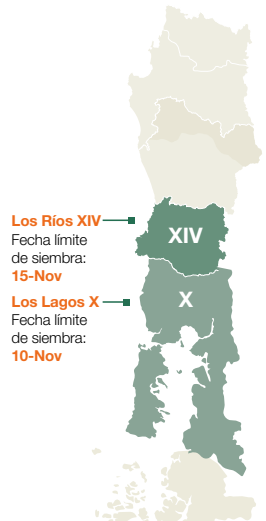 Los Ríos XIV
Fecha límite
de siembra:
15-Nov
Los Lagos X
Fecha límite
de siembra:
10-Nov
XIV
X